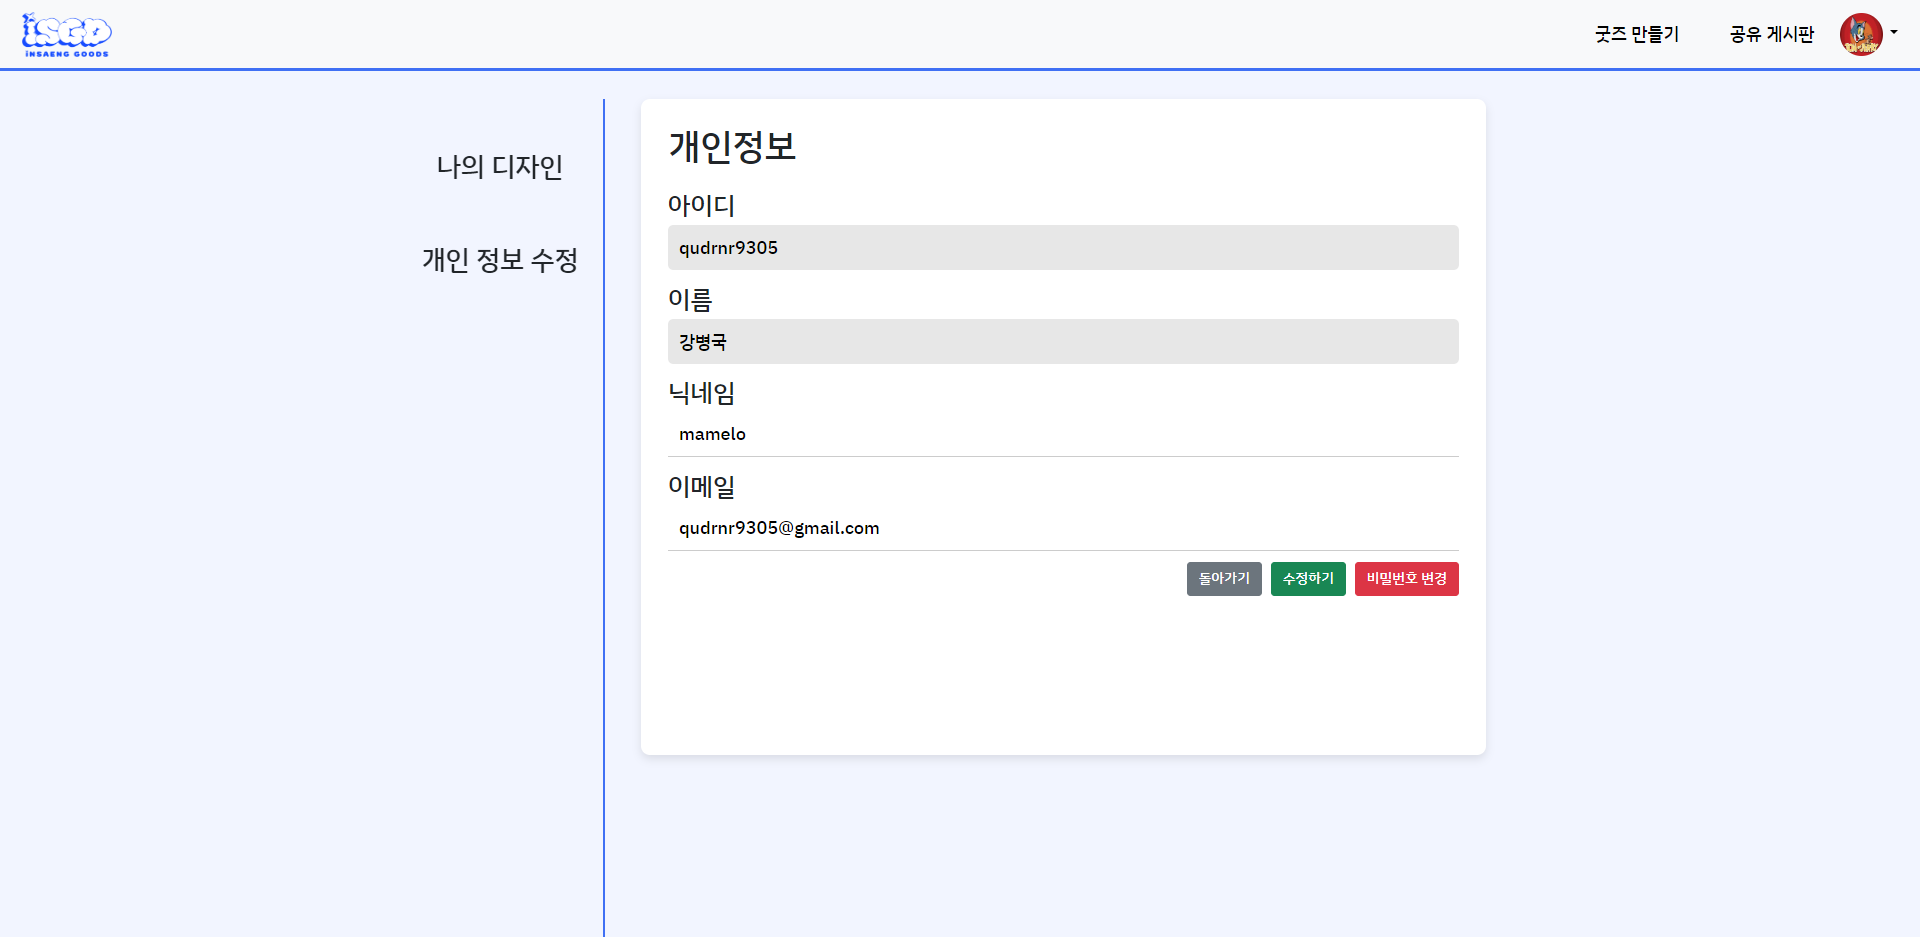 iSGD
iNSAENG GOODS
굿즈 만들기
공유 게시판
나의 디자인
개인 정보 수정
개인정보
아이디
qudrnr9305
이름
강병국
닉네임
mamelo
이메일
qudrnr9305@gmail.com
돌아가기
수정하기
비밀번호 변경